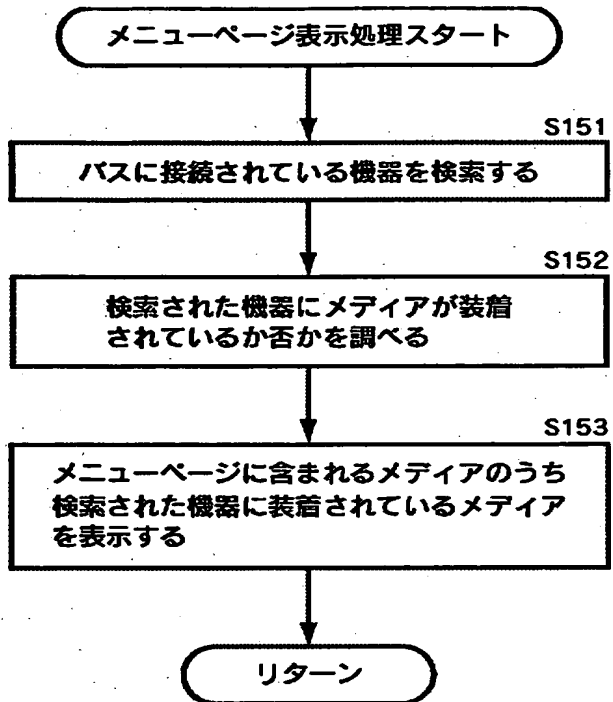 メニューページ表示処理スタート
S151
バスに接続されている機器を検索する
S152
検索された機器にメディアが装着
されているか否かを調べる
S153
メニューページに含まれるメディアのうち
検索された機器に装着されているメディア
を表示する
リターン